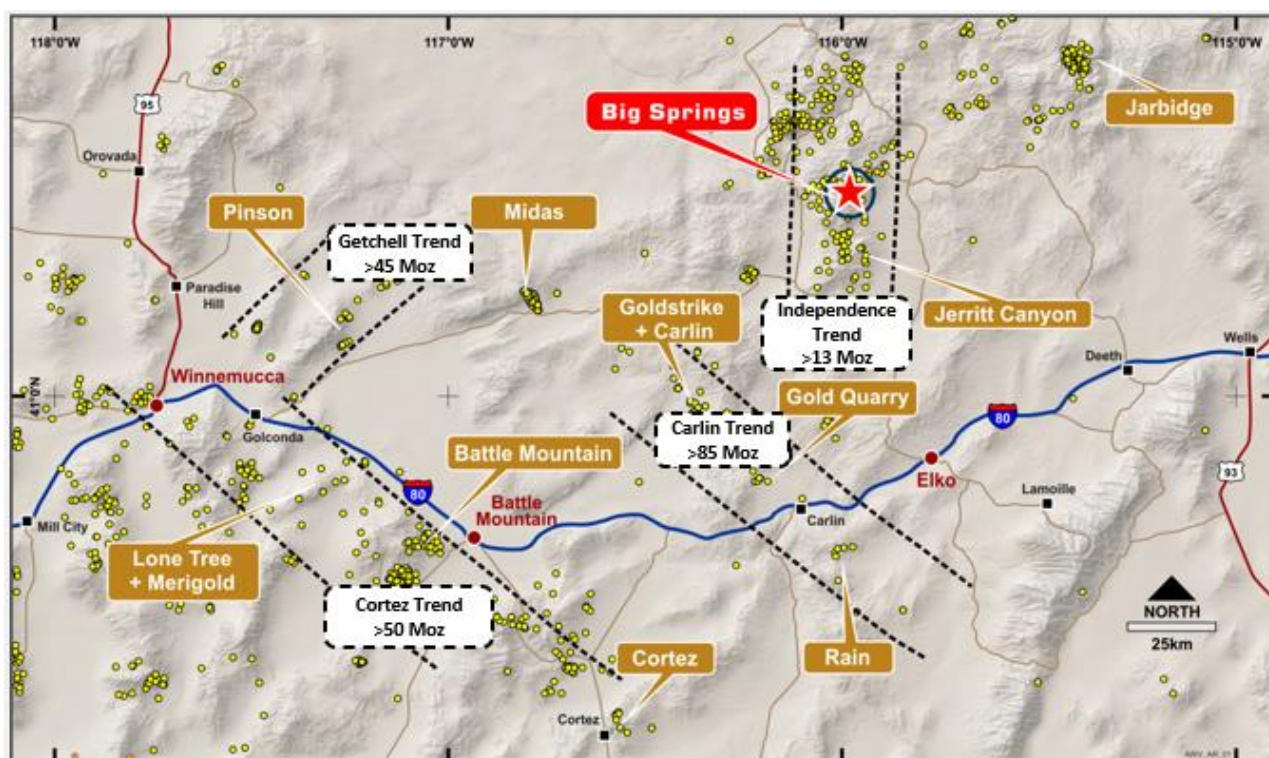 118°0'W
117°0'W
116°0'W
115°0'W
95
Jarbidge
Big Springs
Orovada
Pinson
Midas
Getchell Trend
>45 Moz
Paradise
Hill
Goldstrike
+ Carlin
Independence
Trend
>13 Moz
Jerritt Canyon
Wells
Deeth
41°0'N
Winnemucca
Golconda
Gold Quarry
80
Carlin Trend
>85 Moz
Battle Mountain
Elko
93
80
Battle
Mountain
Lamoille
Mill City
Carlin
Lone Tree
+ Merigold
Cortez Trend
>50 Moz
NORTH
25km
Cortez
Rain
Cortez
AWV_AR_01